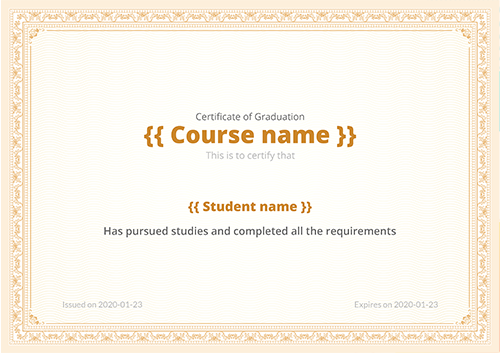 Certificate of Graduation
{{ Course name }}
This is to certify that
{{ Student name }}
Has pursued studies and completed all the requirements
Issued on 2020-01-23
Expires on 2020-01-23